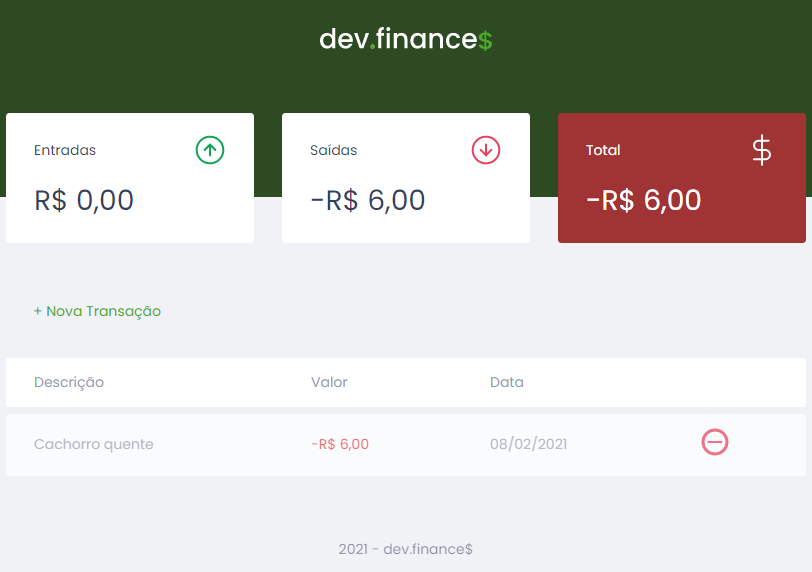 dev.finance$
Entradas
R$ 0,00
Saídas
-R$ 6,00
Total
$
-R$ 6,00
+ Nova Transação
Descrição Valor Data
Cachorro quente -R$ 6,00 08/02/2021
2021 - dev.finance$